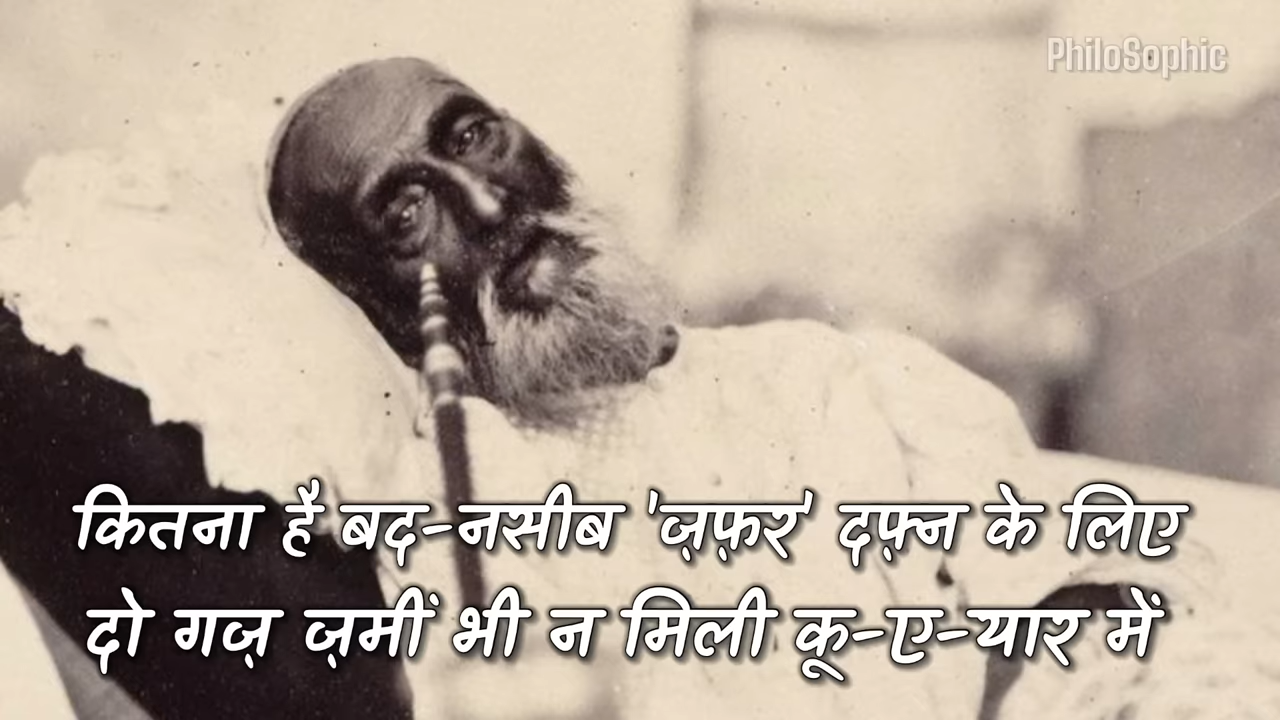 PhiloSophic
कितना है बद-नसीब 'ज़फ़र' दफ़्न के लिए
दो गज़ ज़मीं भी न मिली कू-ए-यार में